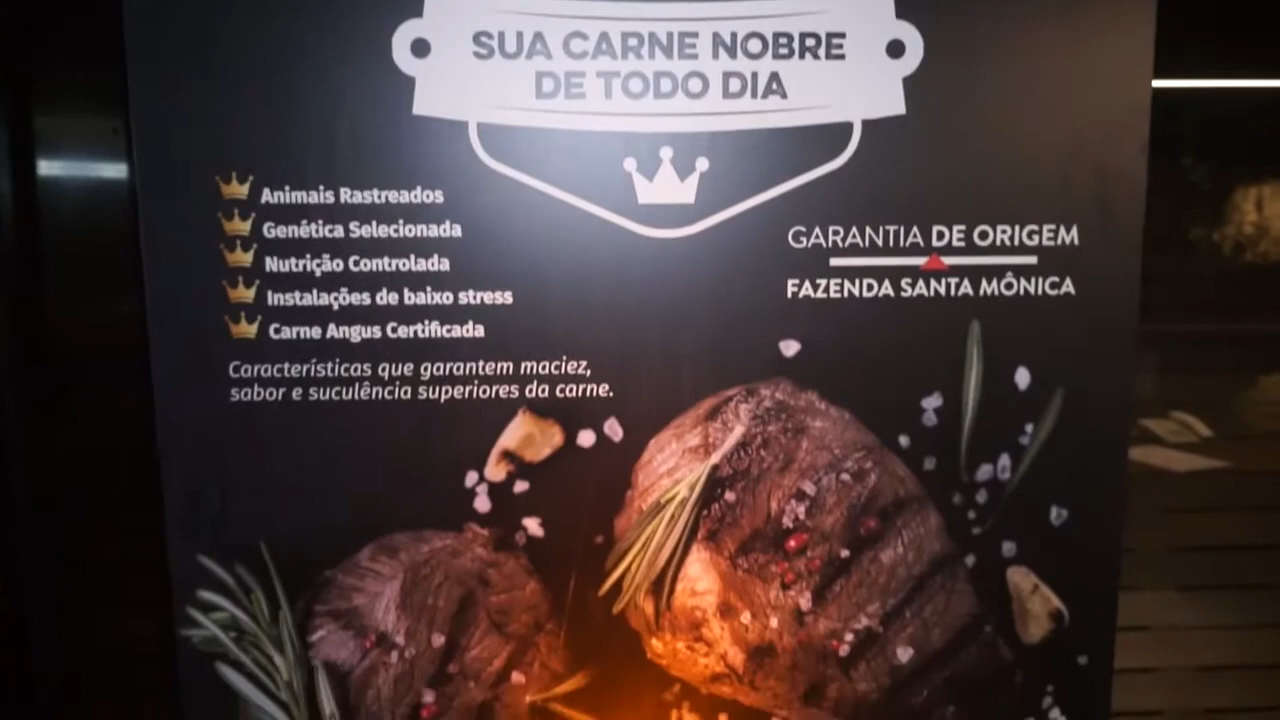 SUA CARNE NOBRE
DE TODO DIA
Animais Rastreados
Genética Selecionada
Nutrição Controlada
Instalações de baixo stress
Carne Angus Certificada
Características que garantem maciez,
sabor e suculência superiores da carne.
GARANTIA DE ORIGEM
FAZENDA SANTA MÔNICA